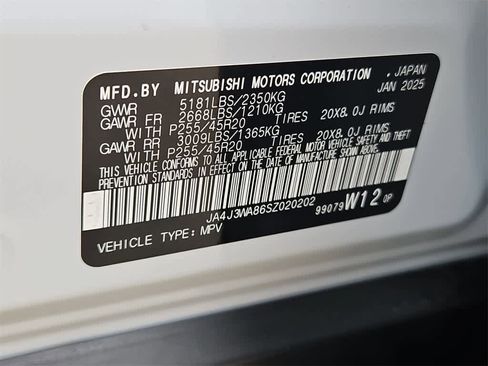 MFD.BY MITSUBISHI MOTORS CORPORATION , JAPAN
GVWR 5181LBS/2350KG JAN 2025
GAWR FR 2668LBS/1210KG
WITH P255/45R20 TIRES 20X8.0J RIMS
GAWR RR 3009LBS/1365KG
WITH P255/45R20 TIRES 20X8.0J RIMS
THIS VEHICLE CONFORMS TO ALL APPLICABLE U.S. FEDERAL MOTOR VEHICLE SAFETY AND THEFT
PREVENTION STANDARDS IN EFFECT ON THE DATE OF MANUFACTURE SHOWN ABOVE.
JA4J3WA86SZ020202
VEHICLE TYPE: MPV 99079 W12 OP